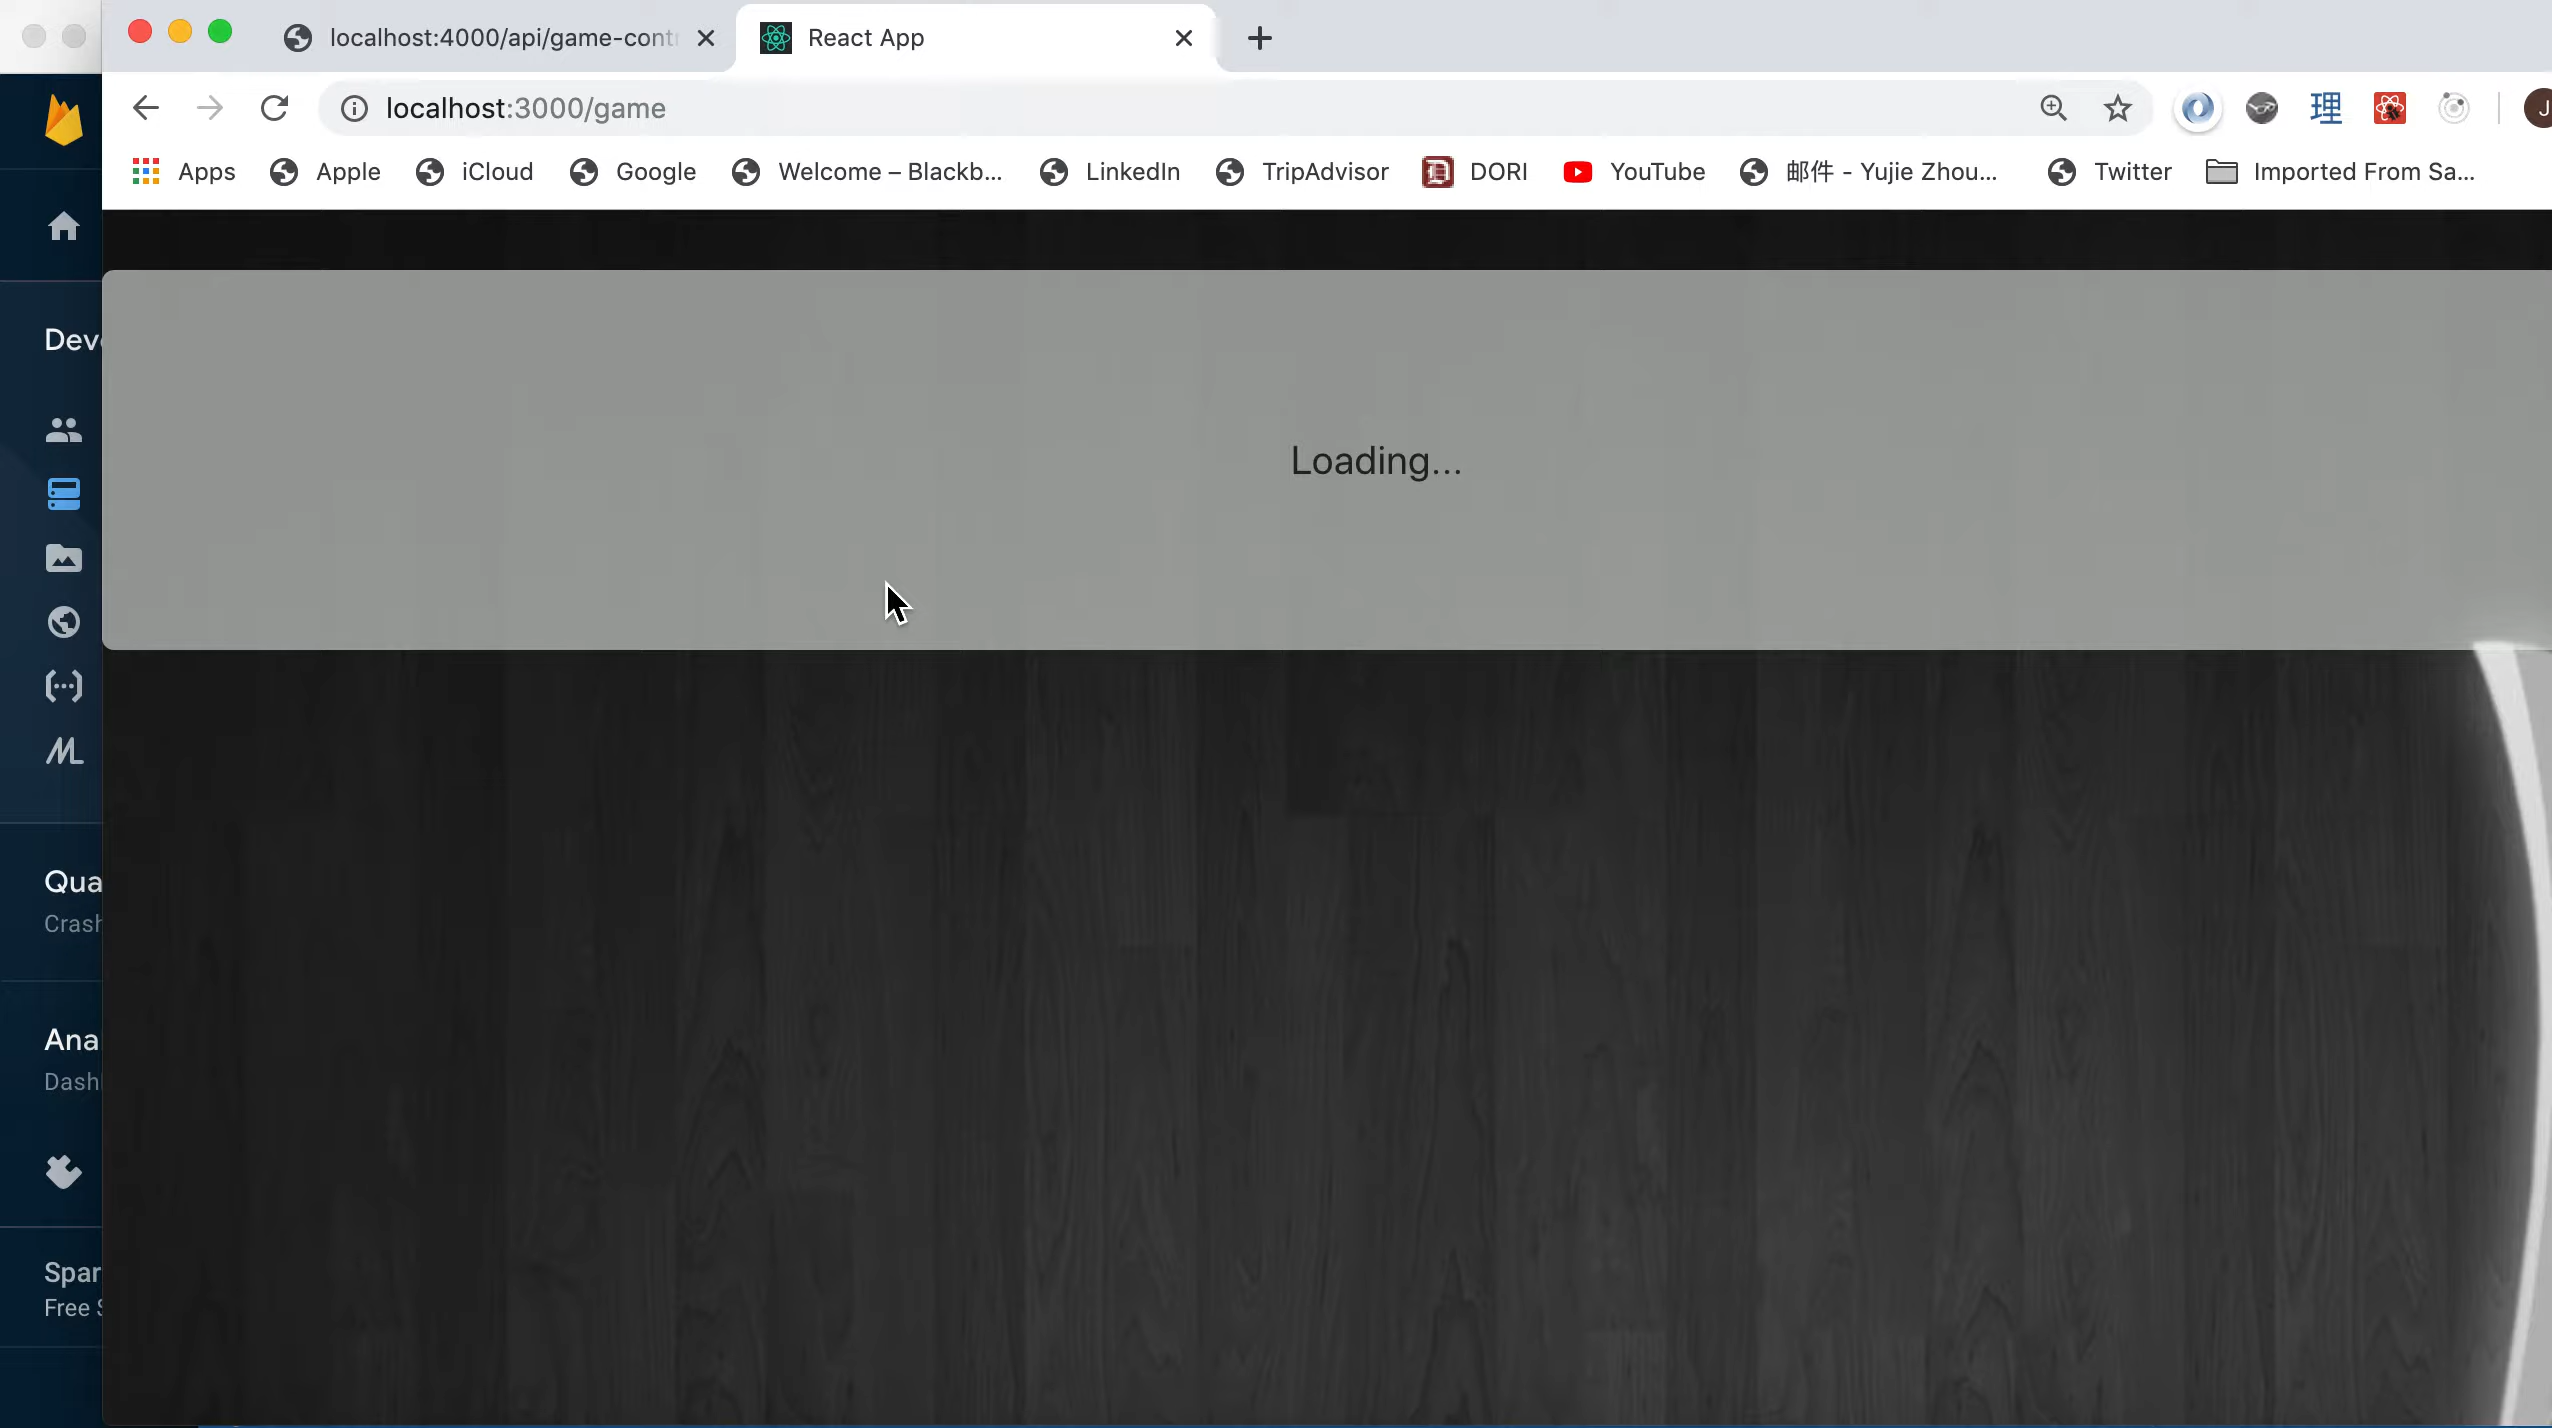 localhost:4000/api/game-cont
React App
localhost:3000/game
理
J
Apps
Apple
iCloud
Google
Welcome – Blackb...
LinkedIn
TripAdvisor
DORI
YouTube
邮件 - Yujie Zhou...
Twitter
Imported From Sa...
Dev
Loading...
Qua
Crash
Ana
Dash
Spar
Free S